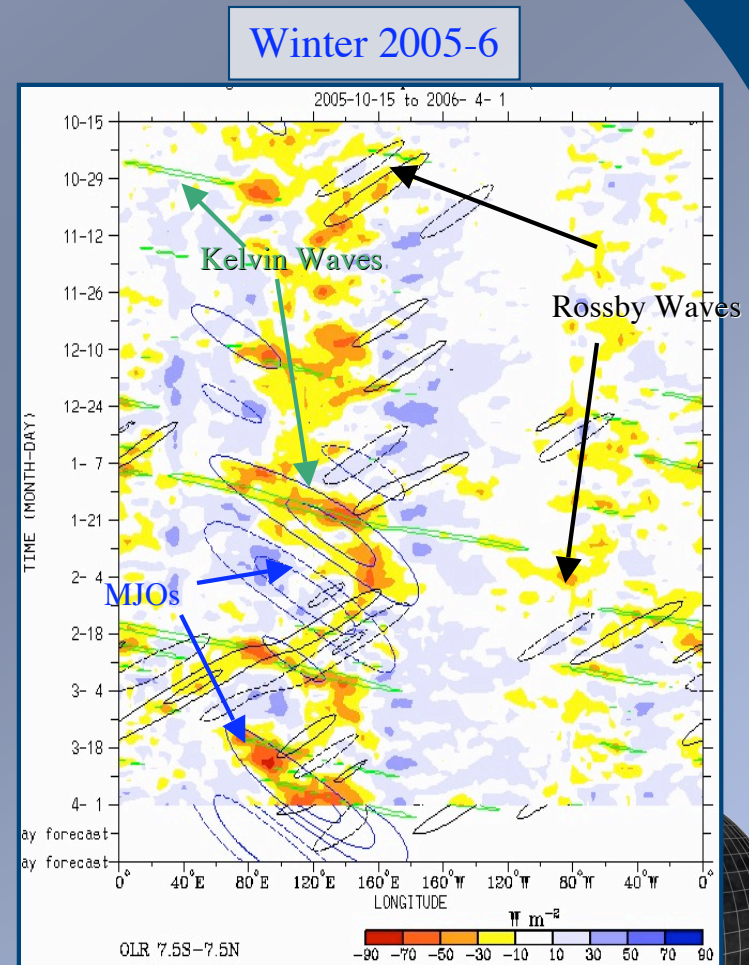 Winter 2005-6
2005-10-15 to 2006- 4- 1
10-15
10-29
11-12
11-26
12-10
12-24
1- 7
1-21
2- 4
2-18
3- 4
3-18
4- 1
ay forecast
ay forecast
TIME (MONTH-DAY)
Kelvin Waves
Rossby Waves
MJOs
0° 40°E 80°E 120°E 160°E 160°W 120°W 80°W 40°W 0°
LONGITUDE
W m⁻²
OLR 7.5S-7.5N
-90 -70 -50 -30 -10 10 30 50 70 90